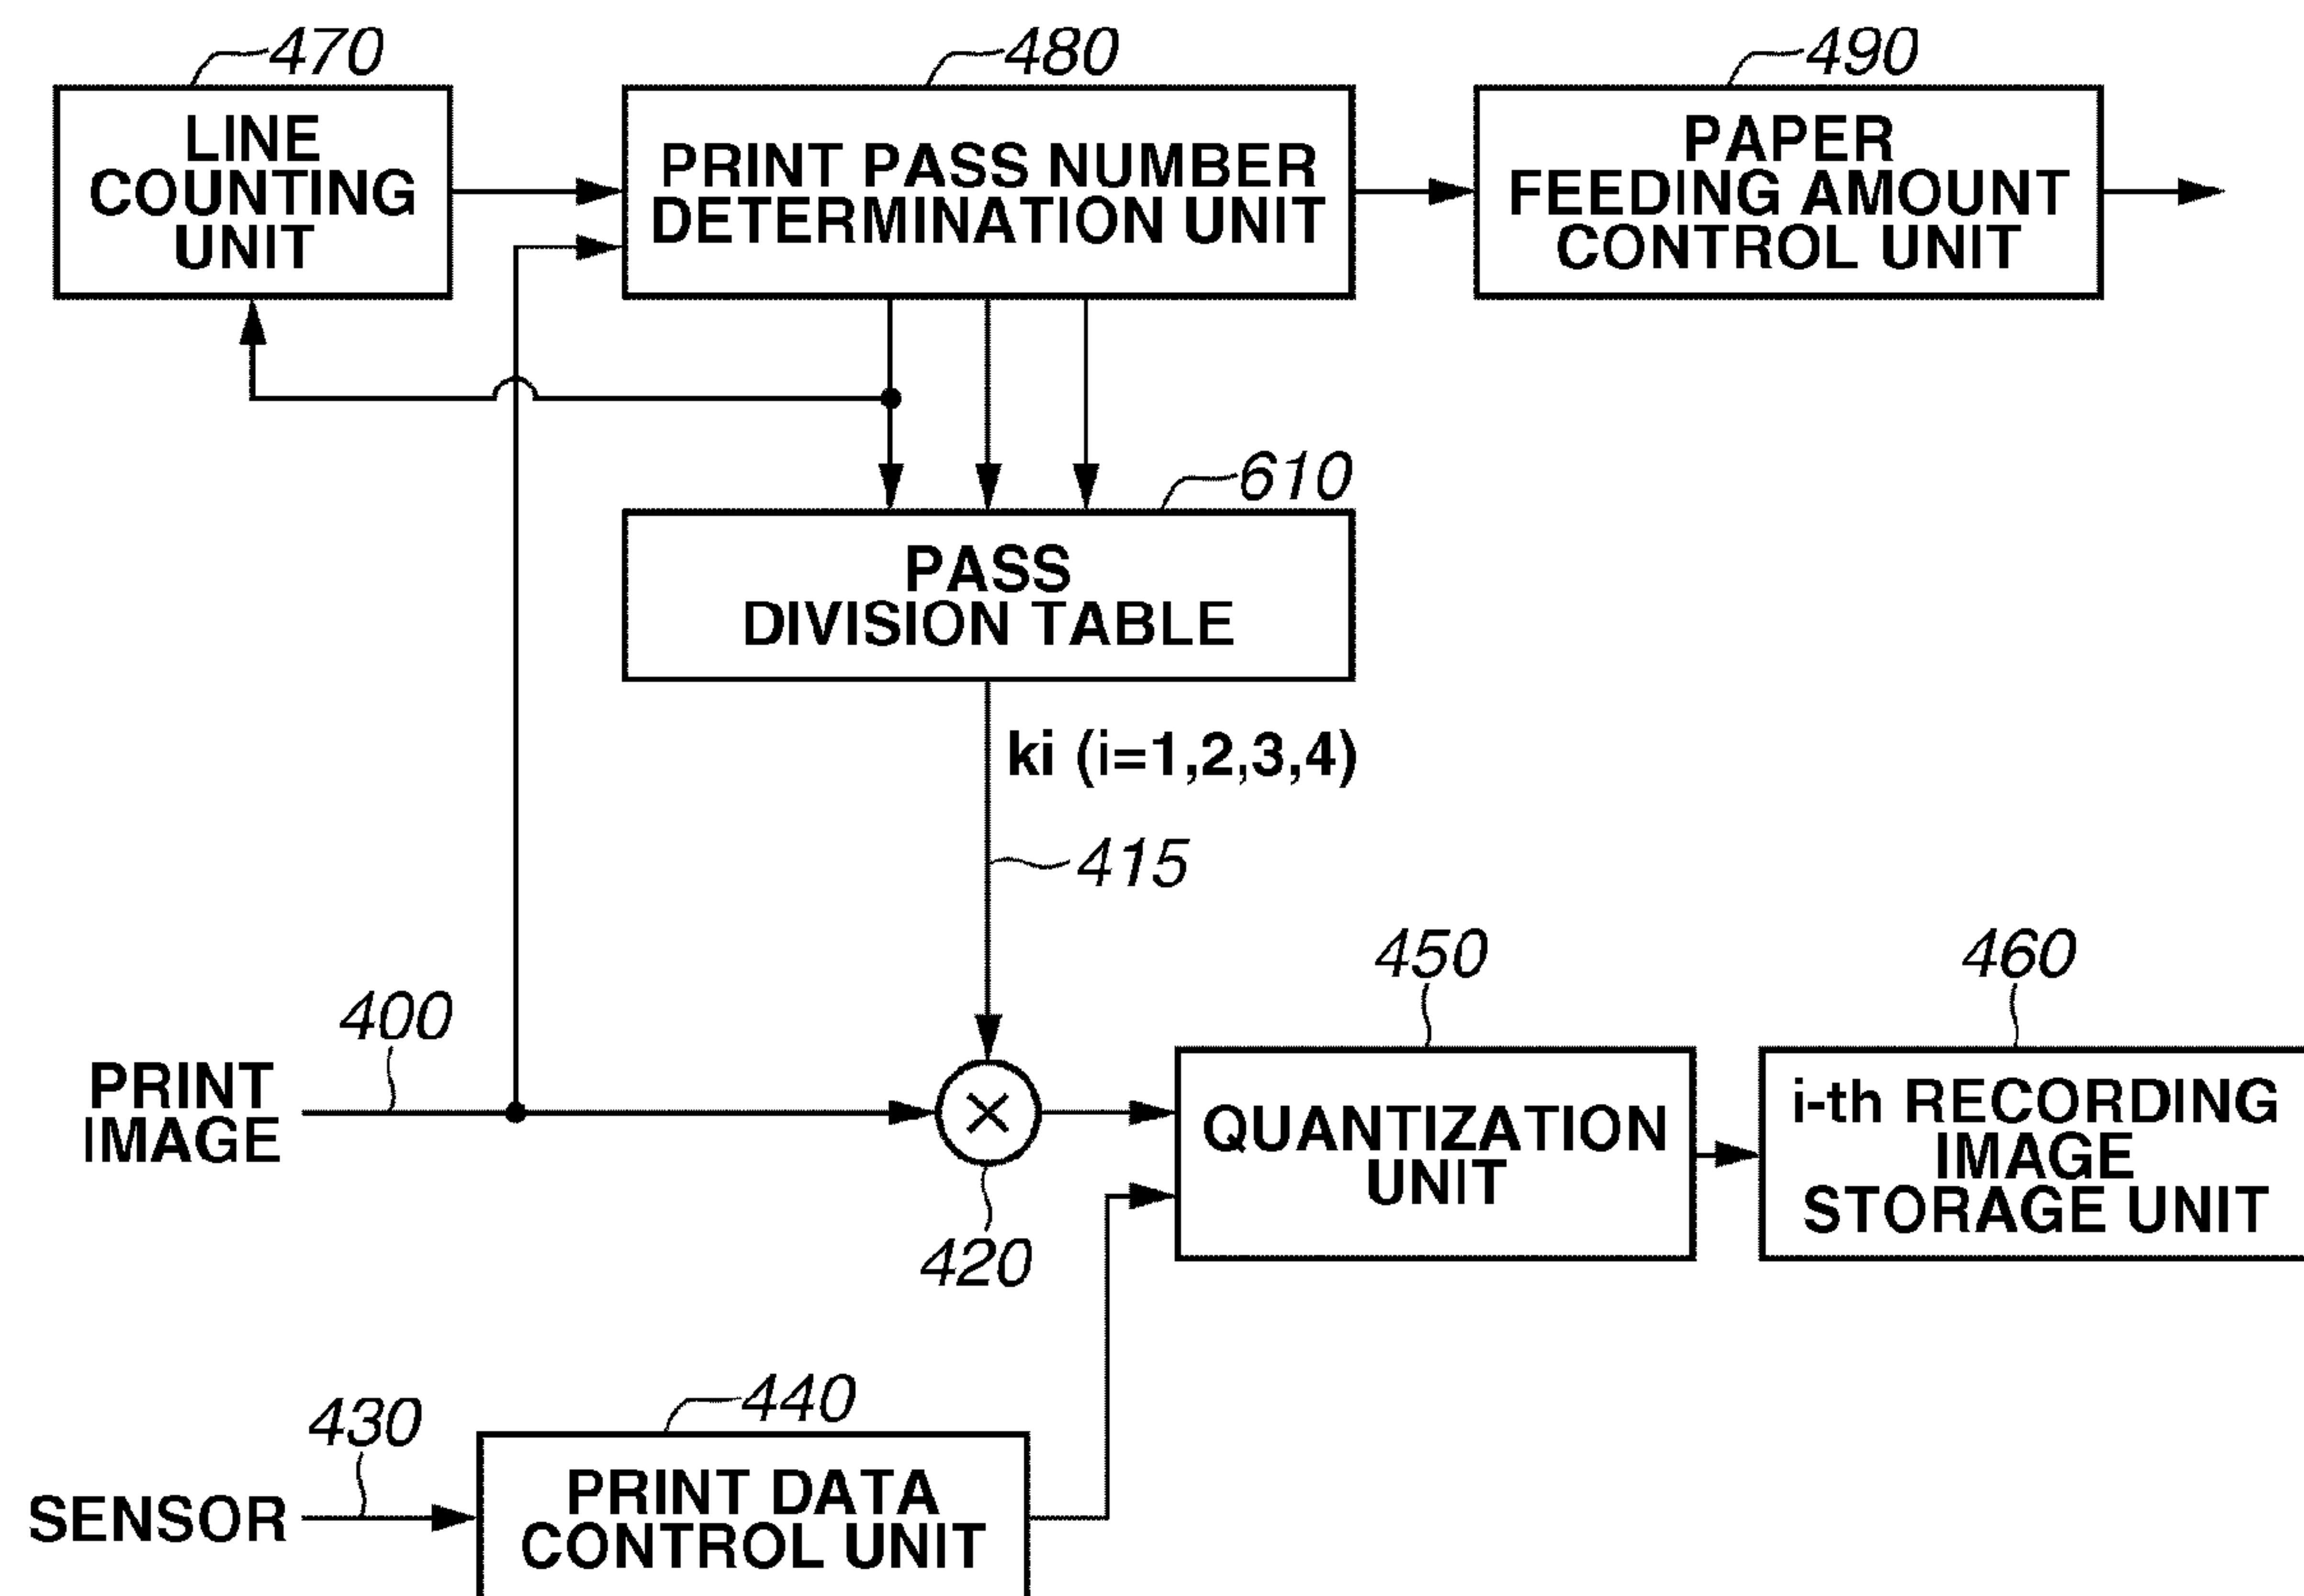 470
480
490
LINE
COUNTING
UNIT
PRINT PASS NUMBER
DETERMINATION UNIT
PAPER
FEEDING AMOUNT
CONTROL UNIT
610
PASS
DIVISION TABLE
ki (i=1,2,3,4)
415
450
460
400
PRINT
IMAGE
×
QUANTIZATION
UNIT
i-th RECORDING
IMAGE
STORAGE UNIT
420
440
430
SENSOR
PRINT DATA
CONTROL UNIT